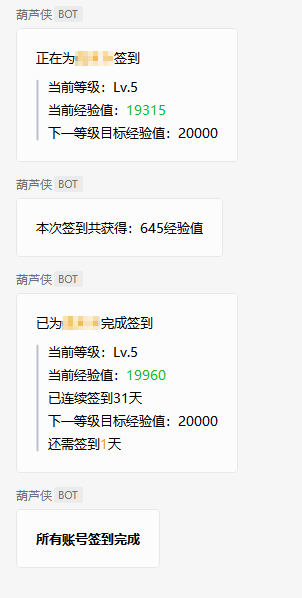 葫芦侠 BOT
正在为签到
当前等级：Lv.5
当前经验值：19315
下一等级目标经验值：20000
葫芦侠 BOT
本次签到共获得：645经验值
葫芦侠 BOT
已为完成签到
当前等级：Lv.5
当前经验值：19960
已连续签到31天
下一等级目标经验值：20000
还需签到1天
葫芦侠 BOT
所有账号签到完成